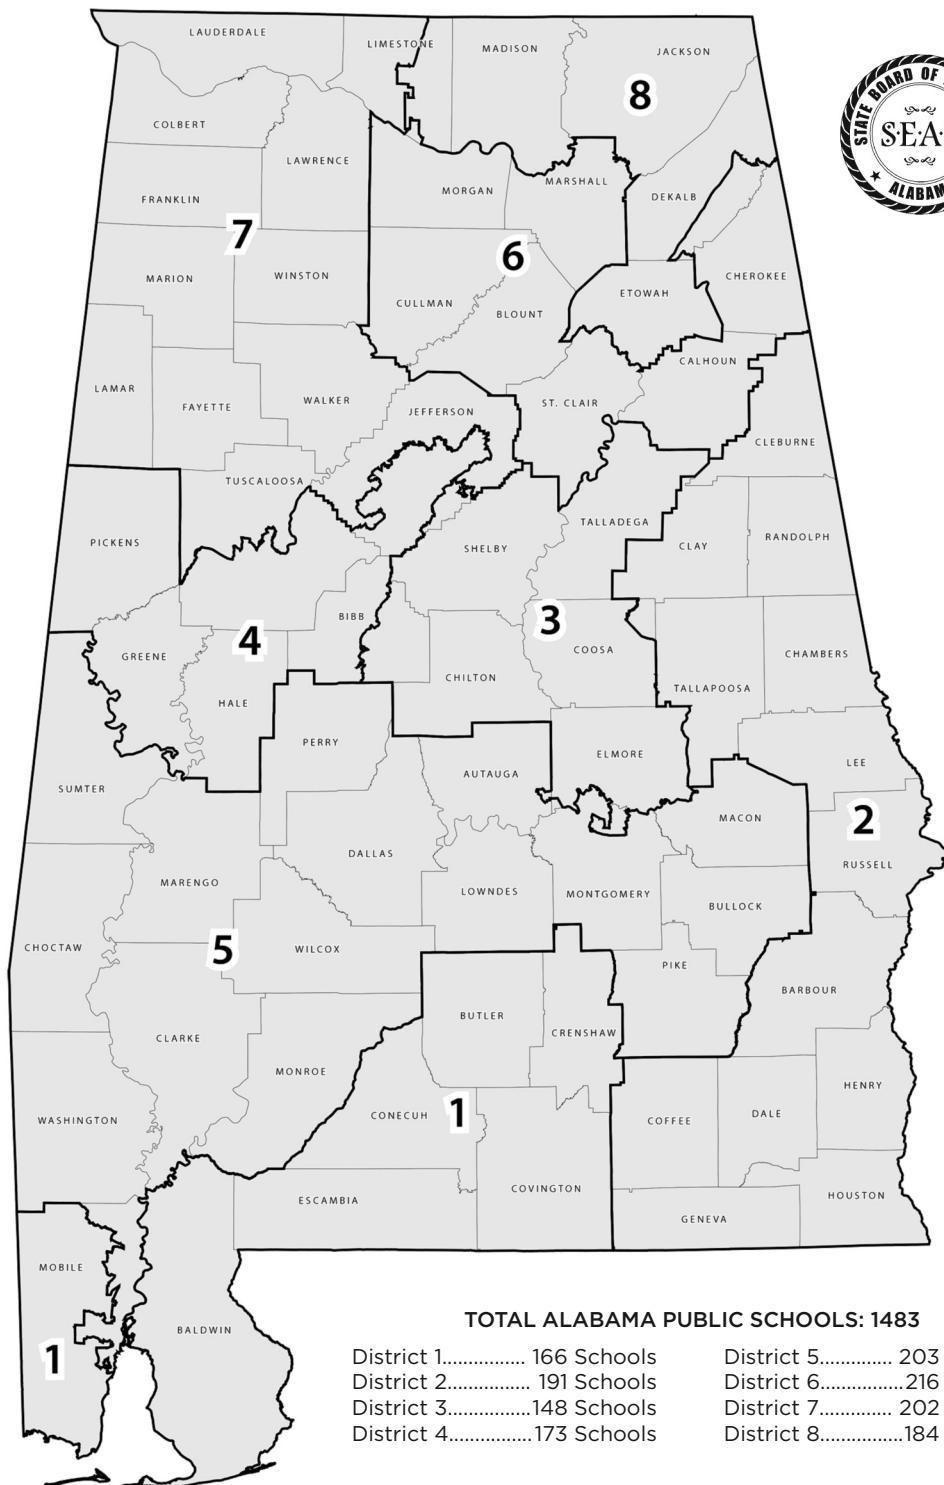 LAUDERDALE
LIMESTONE
MADISON
JACKSON
8
STATE BOARD OF
SEA
ALABAM
COLBERT
LAWRENCE
MORGAN
MARSHALL
DEKALB
FRANKLIN
7
6
MARION
WINSTON
CULLMAN
BLOUNT
ETOWAH
CHEROKEE
CALHOUN
LAMAR
FAYETTE
WALKER
JEFFERSON
ST. CLAIR
CLEBURNE
TUSCALOOSA
PICKENS
SHELBY
TALLADEGA
CLAY
RANDOLPH
BIBB
4
3
GREENE
COOSA
CHAMBERS
HALE
CHILTON
TALLAPOOSA
PERRY
ELMORE
LEE
SUMTER
AUTAUGA
MACON
2
DALLAS
RUSSELL
MARENGO
LOWNDES
MONTGOMERY
BULLOCK
CHOCTAW
5
WILCOX
PIKE
BARBOUR
CLARKE
BUTLER
CRENSHAW
MONROE
HENRY
WASHINGTON
CONECUH
1
COFFEE
DALE
ESCAMBIA
COVINGTON
GENEVA
HOUSTON
MOBILE
BALDWIN
1
TOTAL ALABAMA PUBLIC SCHOOLS: 1483
District 1............... 166 Schools
District 2............... 191 Schools
District 3...............148 Schools
District 4...............173 Schools
District 5............. 203
District 6...............216
District 7............. 202
District 8...............184